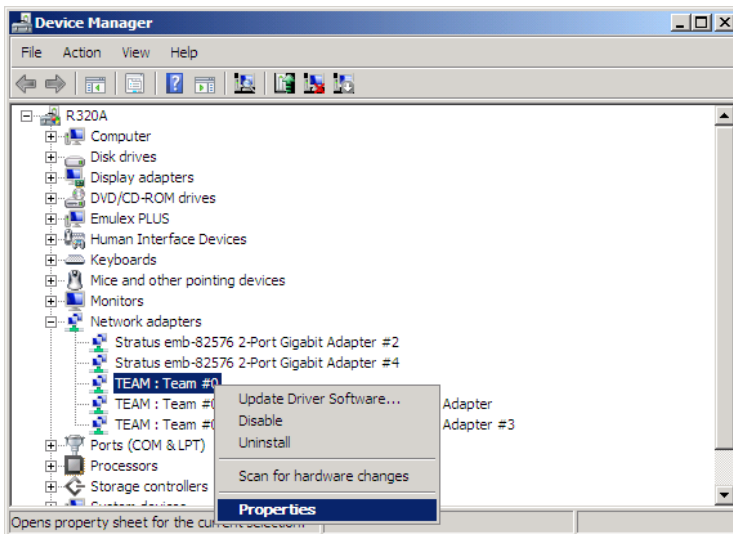 Device Manager
File Action View Help
R320A
Computer
Disk drives
Display adapters
DVD/CD-ROM drives
Emulex PLUS
Human Interface Devices
Keyboards
Mice and other pointing devices
Monitors
Network adapters
Stratus emb-82576 2-Port Gigabit Adapter #2
Stratus emb-82576 2-Port Gigabit Adapter #4
TEAM : Team #0
TEAM : Team #0 Adapter
TEAM : Team #0 Adapter #3
Ports (COM & LPT)
Processors
Storage controllers
System devices
Update Driver Software...
Disable
Uninstall
Scan for hardware changes
Properties
Opens property sheet for the current selection.